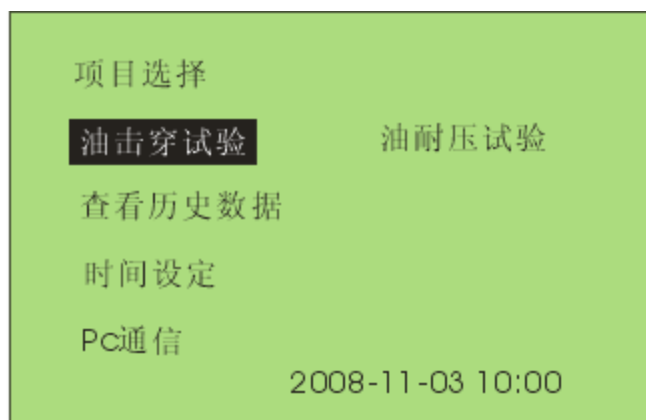 项目选择
油击穿试验 油耐压试验
查看历史数据
时间设定
Pc通信
2008-11-03 10:00